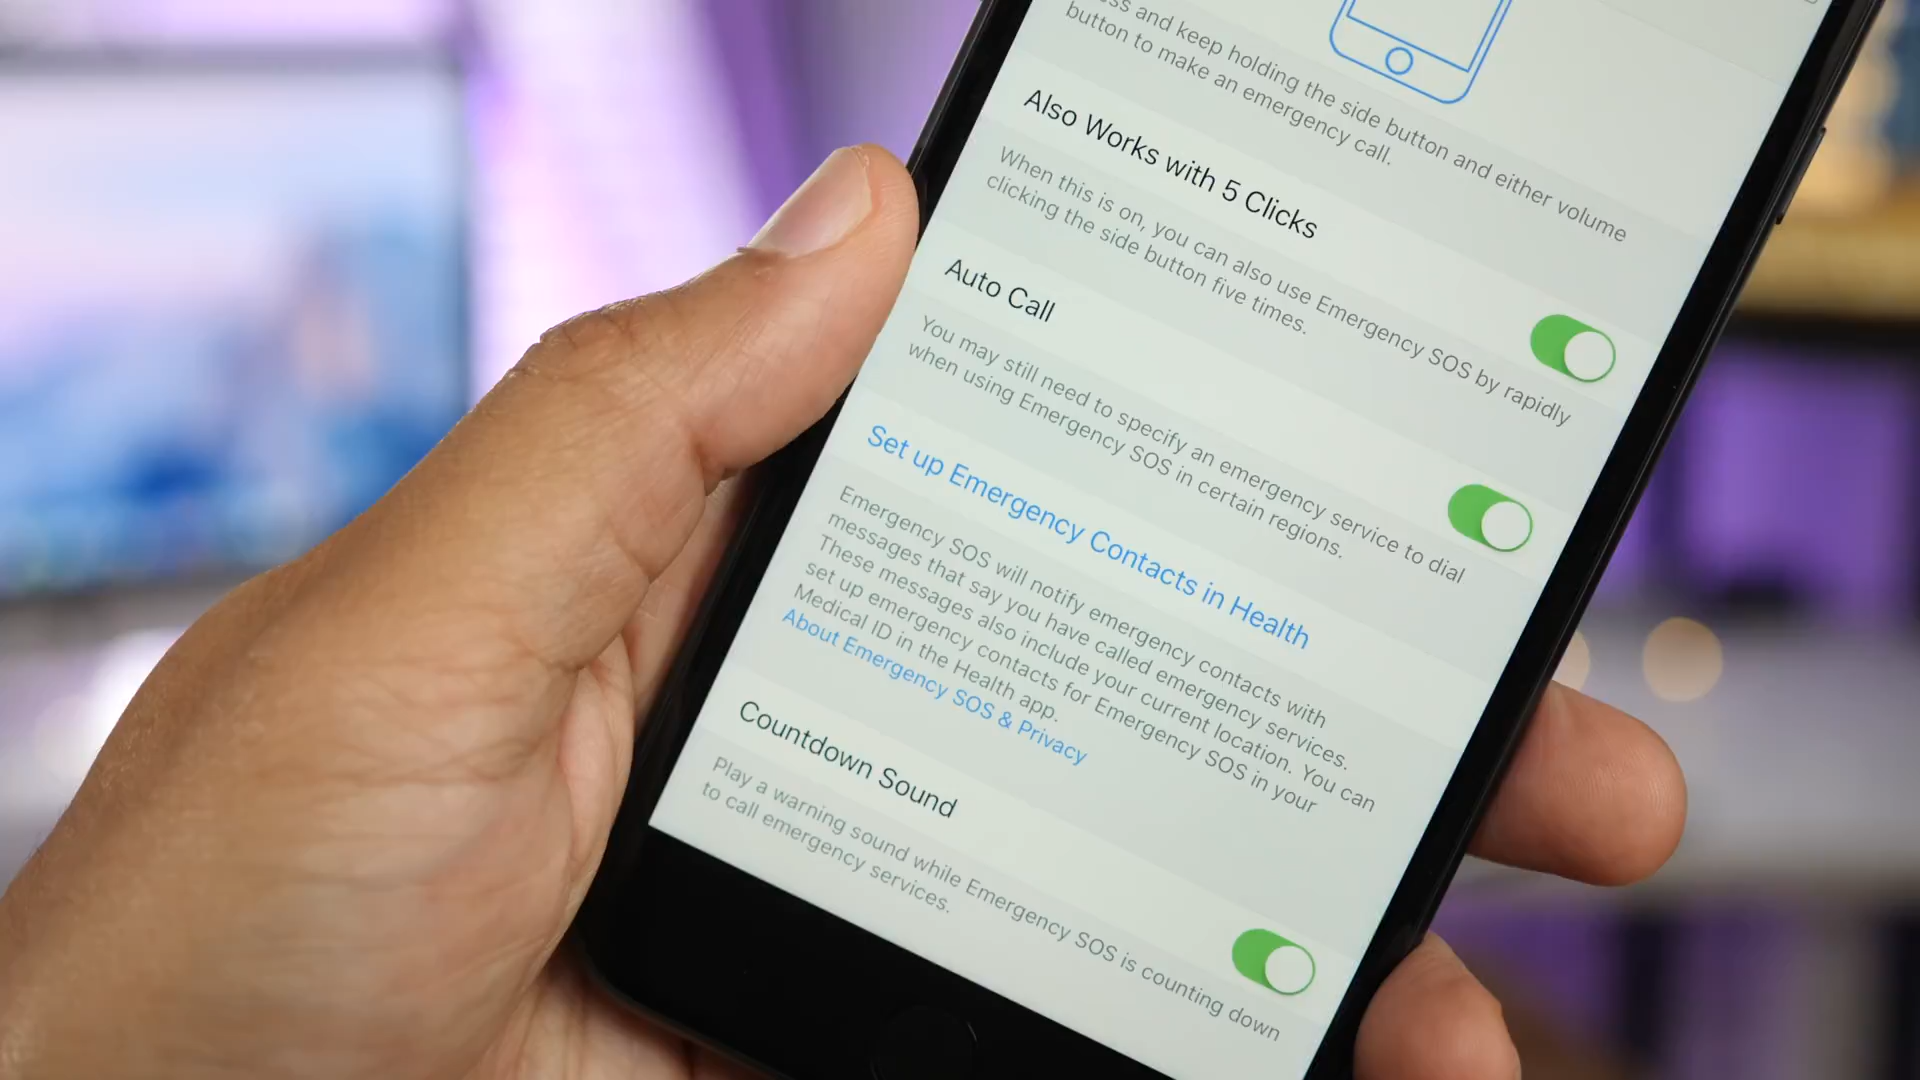 and keep holding the side button and either volume
button to make an emergency call.
Also Works with 5 Clicks
When this is on, you can also use Emergency SOS by rapidly
clicking the side button five times.
Auto Call
You may still need to specify an emergency service to dial
when using Emergency SOS in certain regions.
Set up Emergency Contacts in Health
Emergency SOS will notify emergency contacts with
messages that say you have called emergency services.
These messages also include your current location. You can
set up emergency contacts for Emergency SOS in your
Medical ID in the Health app.
About Emergency SOS & Privacy
Countdown Sound
Play a warning sound while Emergency SOS is counting down
to call emergency services.